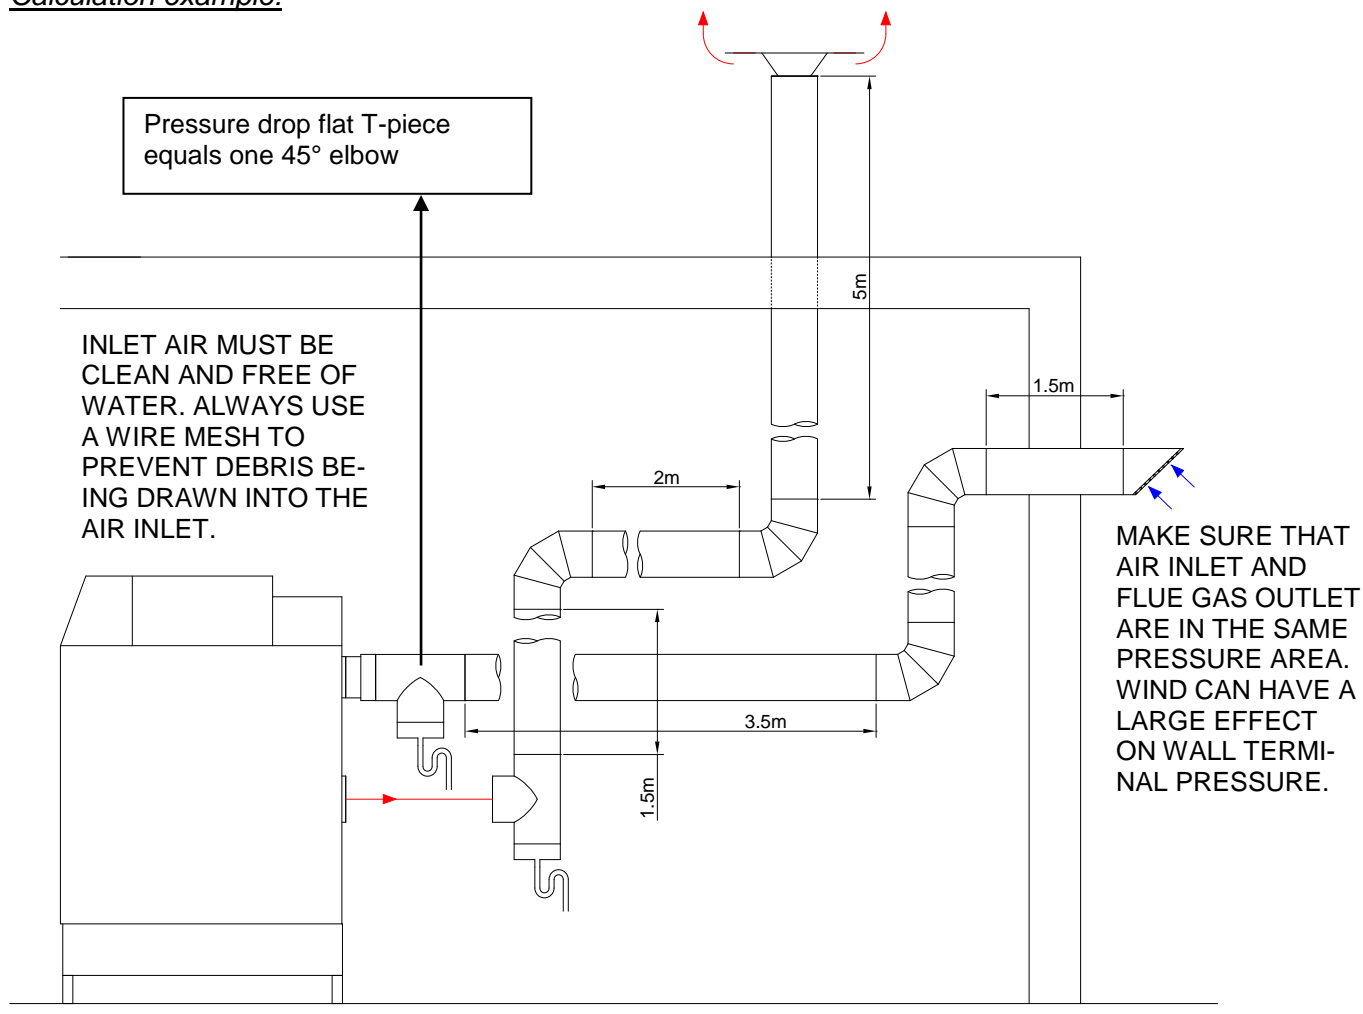 Calculation example:
Pressure drop flat T-piece
equals one 45° elbow
INLET AIR MUST BE
CLEAN AND FREE OF
WATER. ALWAYS USE
A WIRE MESH TO
PREVENT DEBRIS BE-
ING DRAWN INTO THE
AIR INLET.
5m
1.5m
2m
MAKE SURE THAT
AIR INLET AND
FLUE GAS OUTLET
ARE IN THE SAME
PRESSURE AREA.
WIND CAN HAVE A
LARGE EFFECT
ON WALL TERMI-
NAL PRESSURE.
3.5m
1.5m